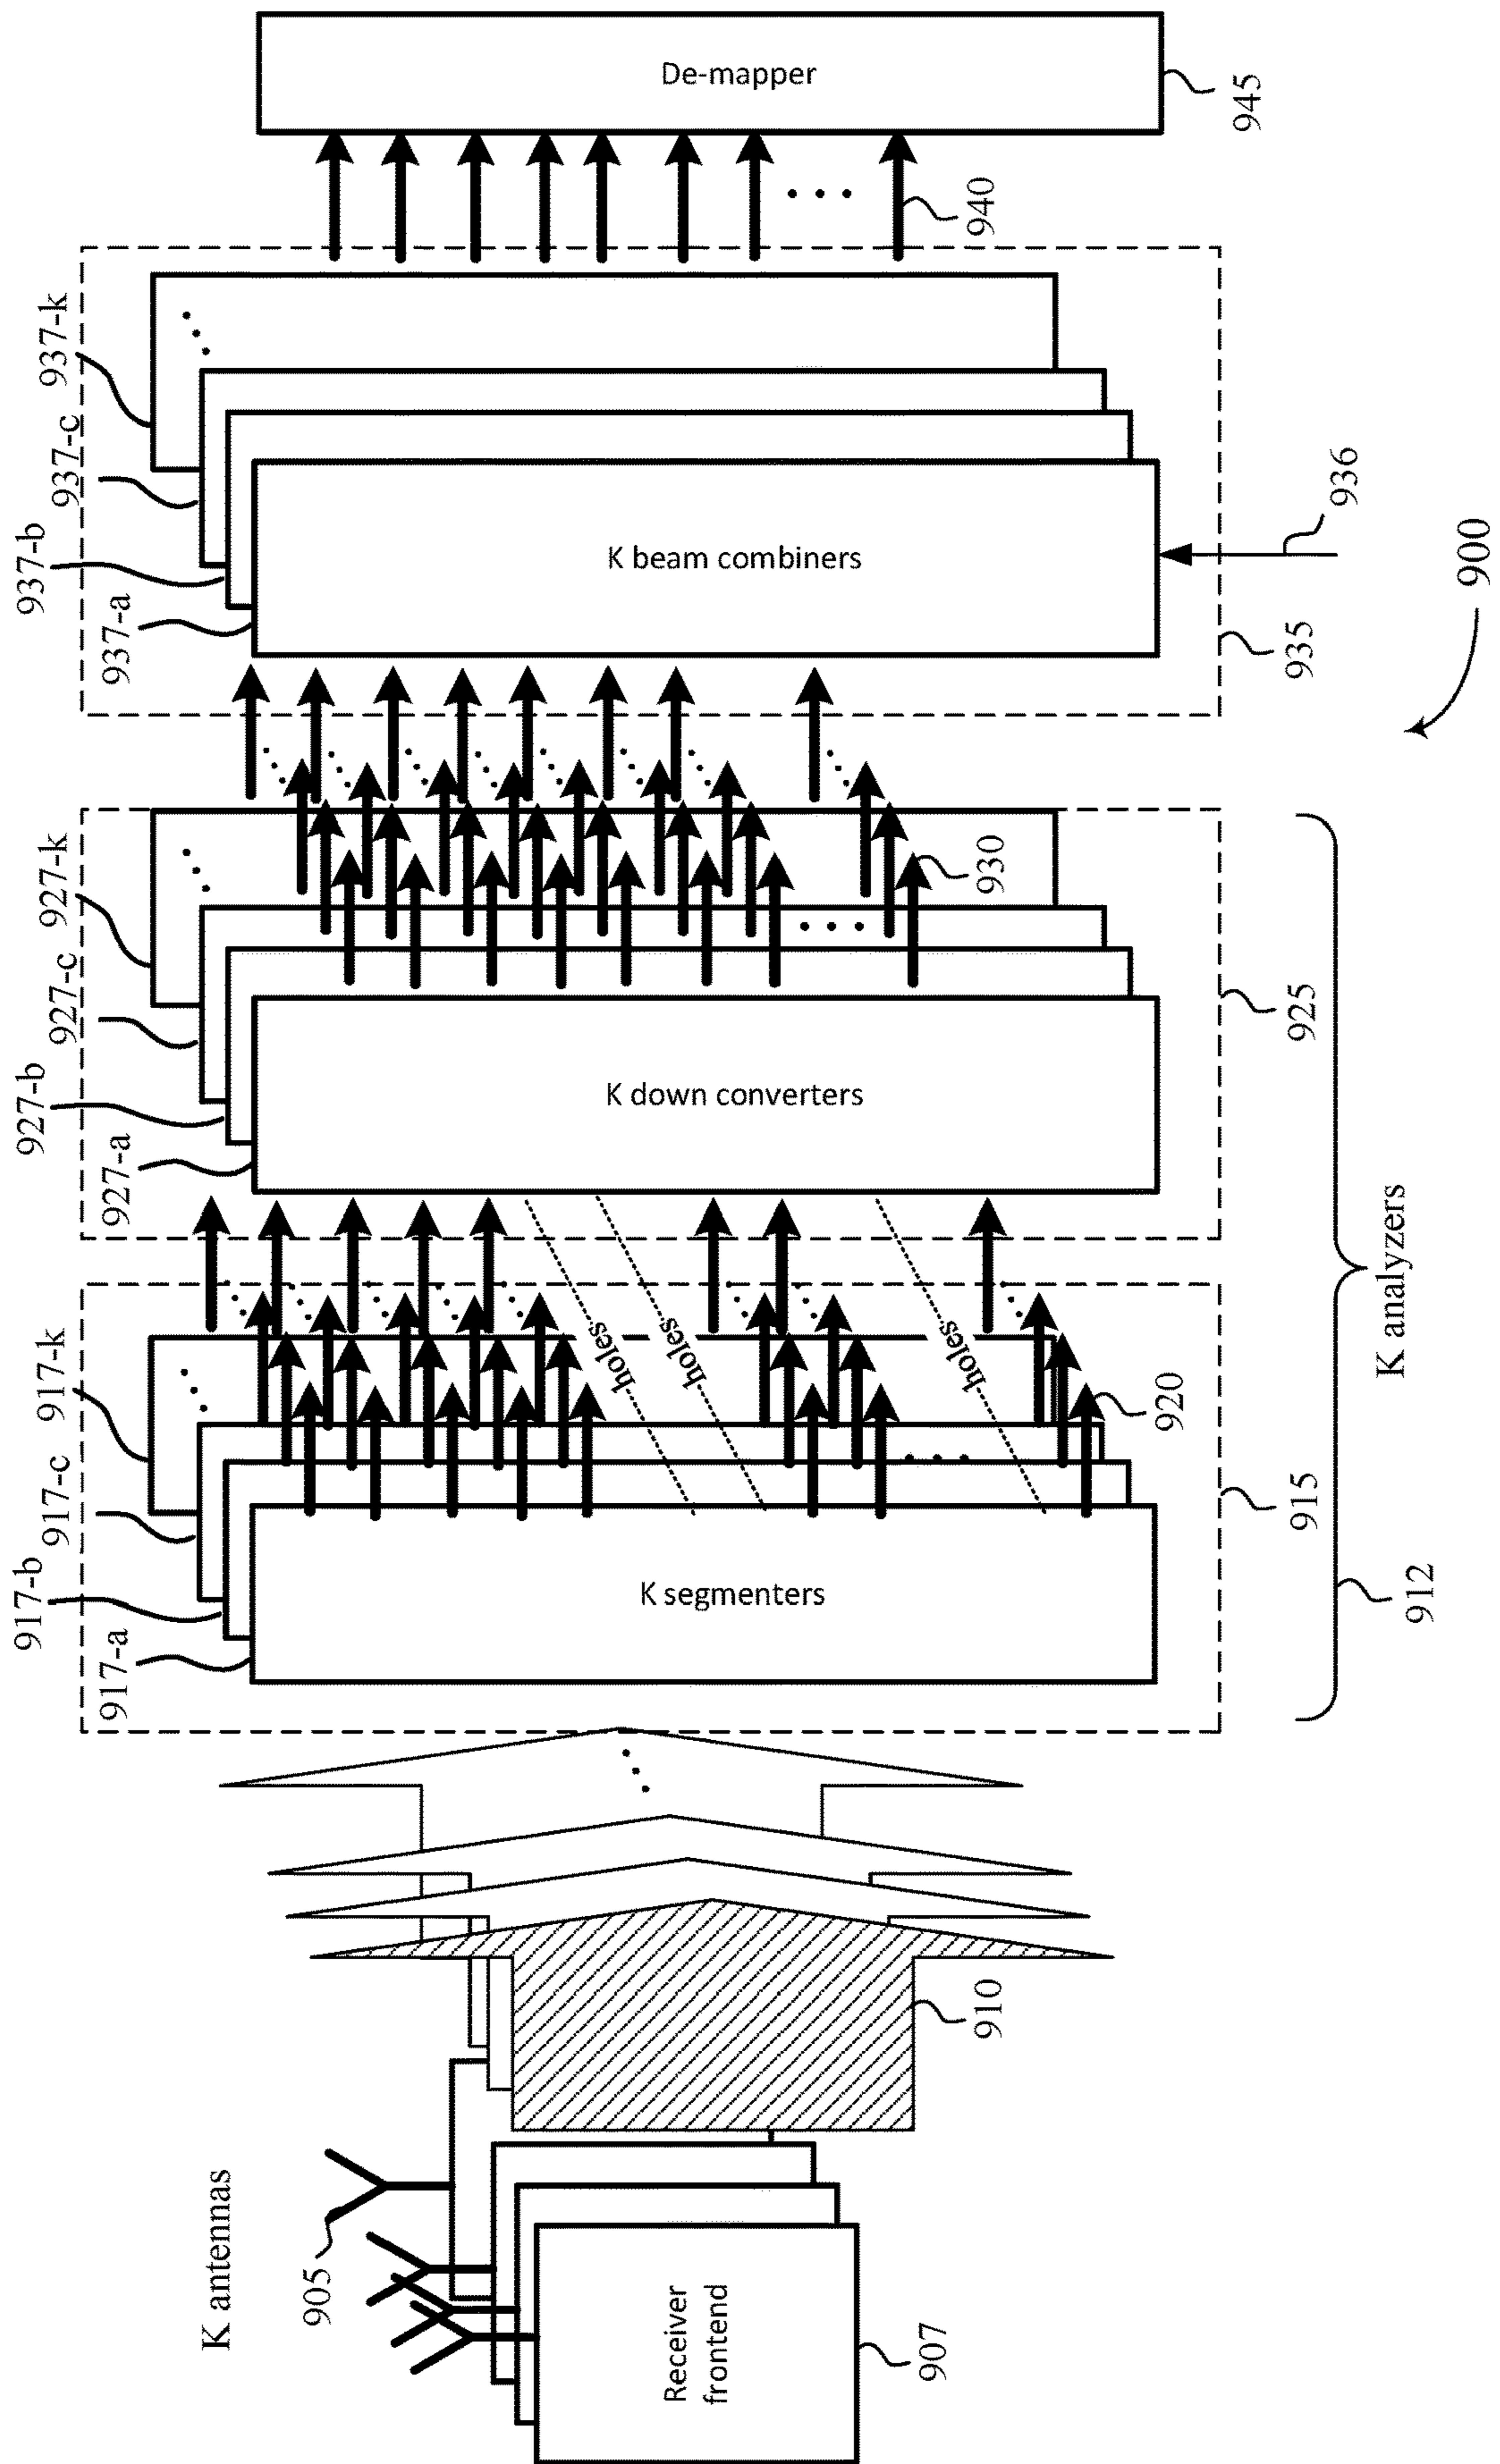 K antennas
905
Receiver
frontend
907
910
917-a
917-b
917-c
917-k
K segmenters
holes
holes
holes
920
915
912
K analyzers
927-a
927-b
927-c
927-k
K down converters
930
925
937-a
937-b
937-c
937-k
K beam combiners
936
935
900
940
De-mapper
945